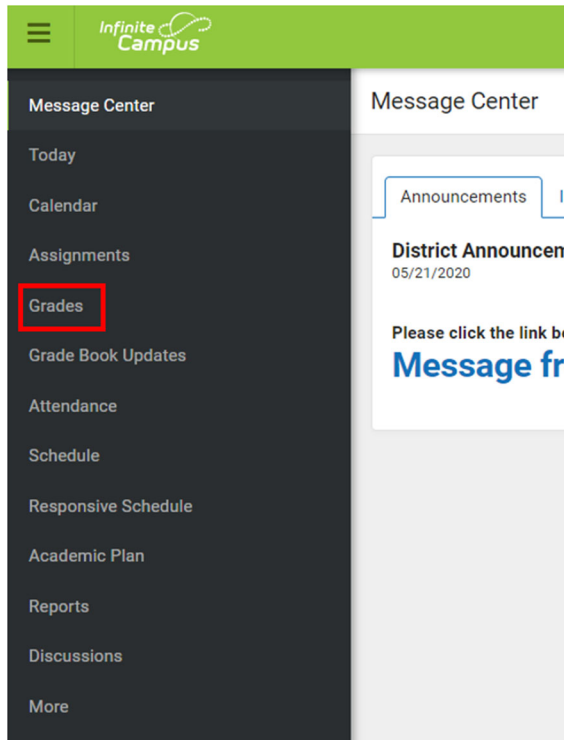 Infinite
Campus
Message Center
Today
Calendar
Assignments
Grades
Grade Book Updates
Attendance
Schedule
Responsive Schedule
Academic Plan
Reports
Discussions
More
Message Center
Announcements
District Announcem
05/21/2020
Please click the link b
Message fr